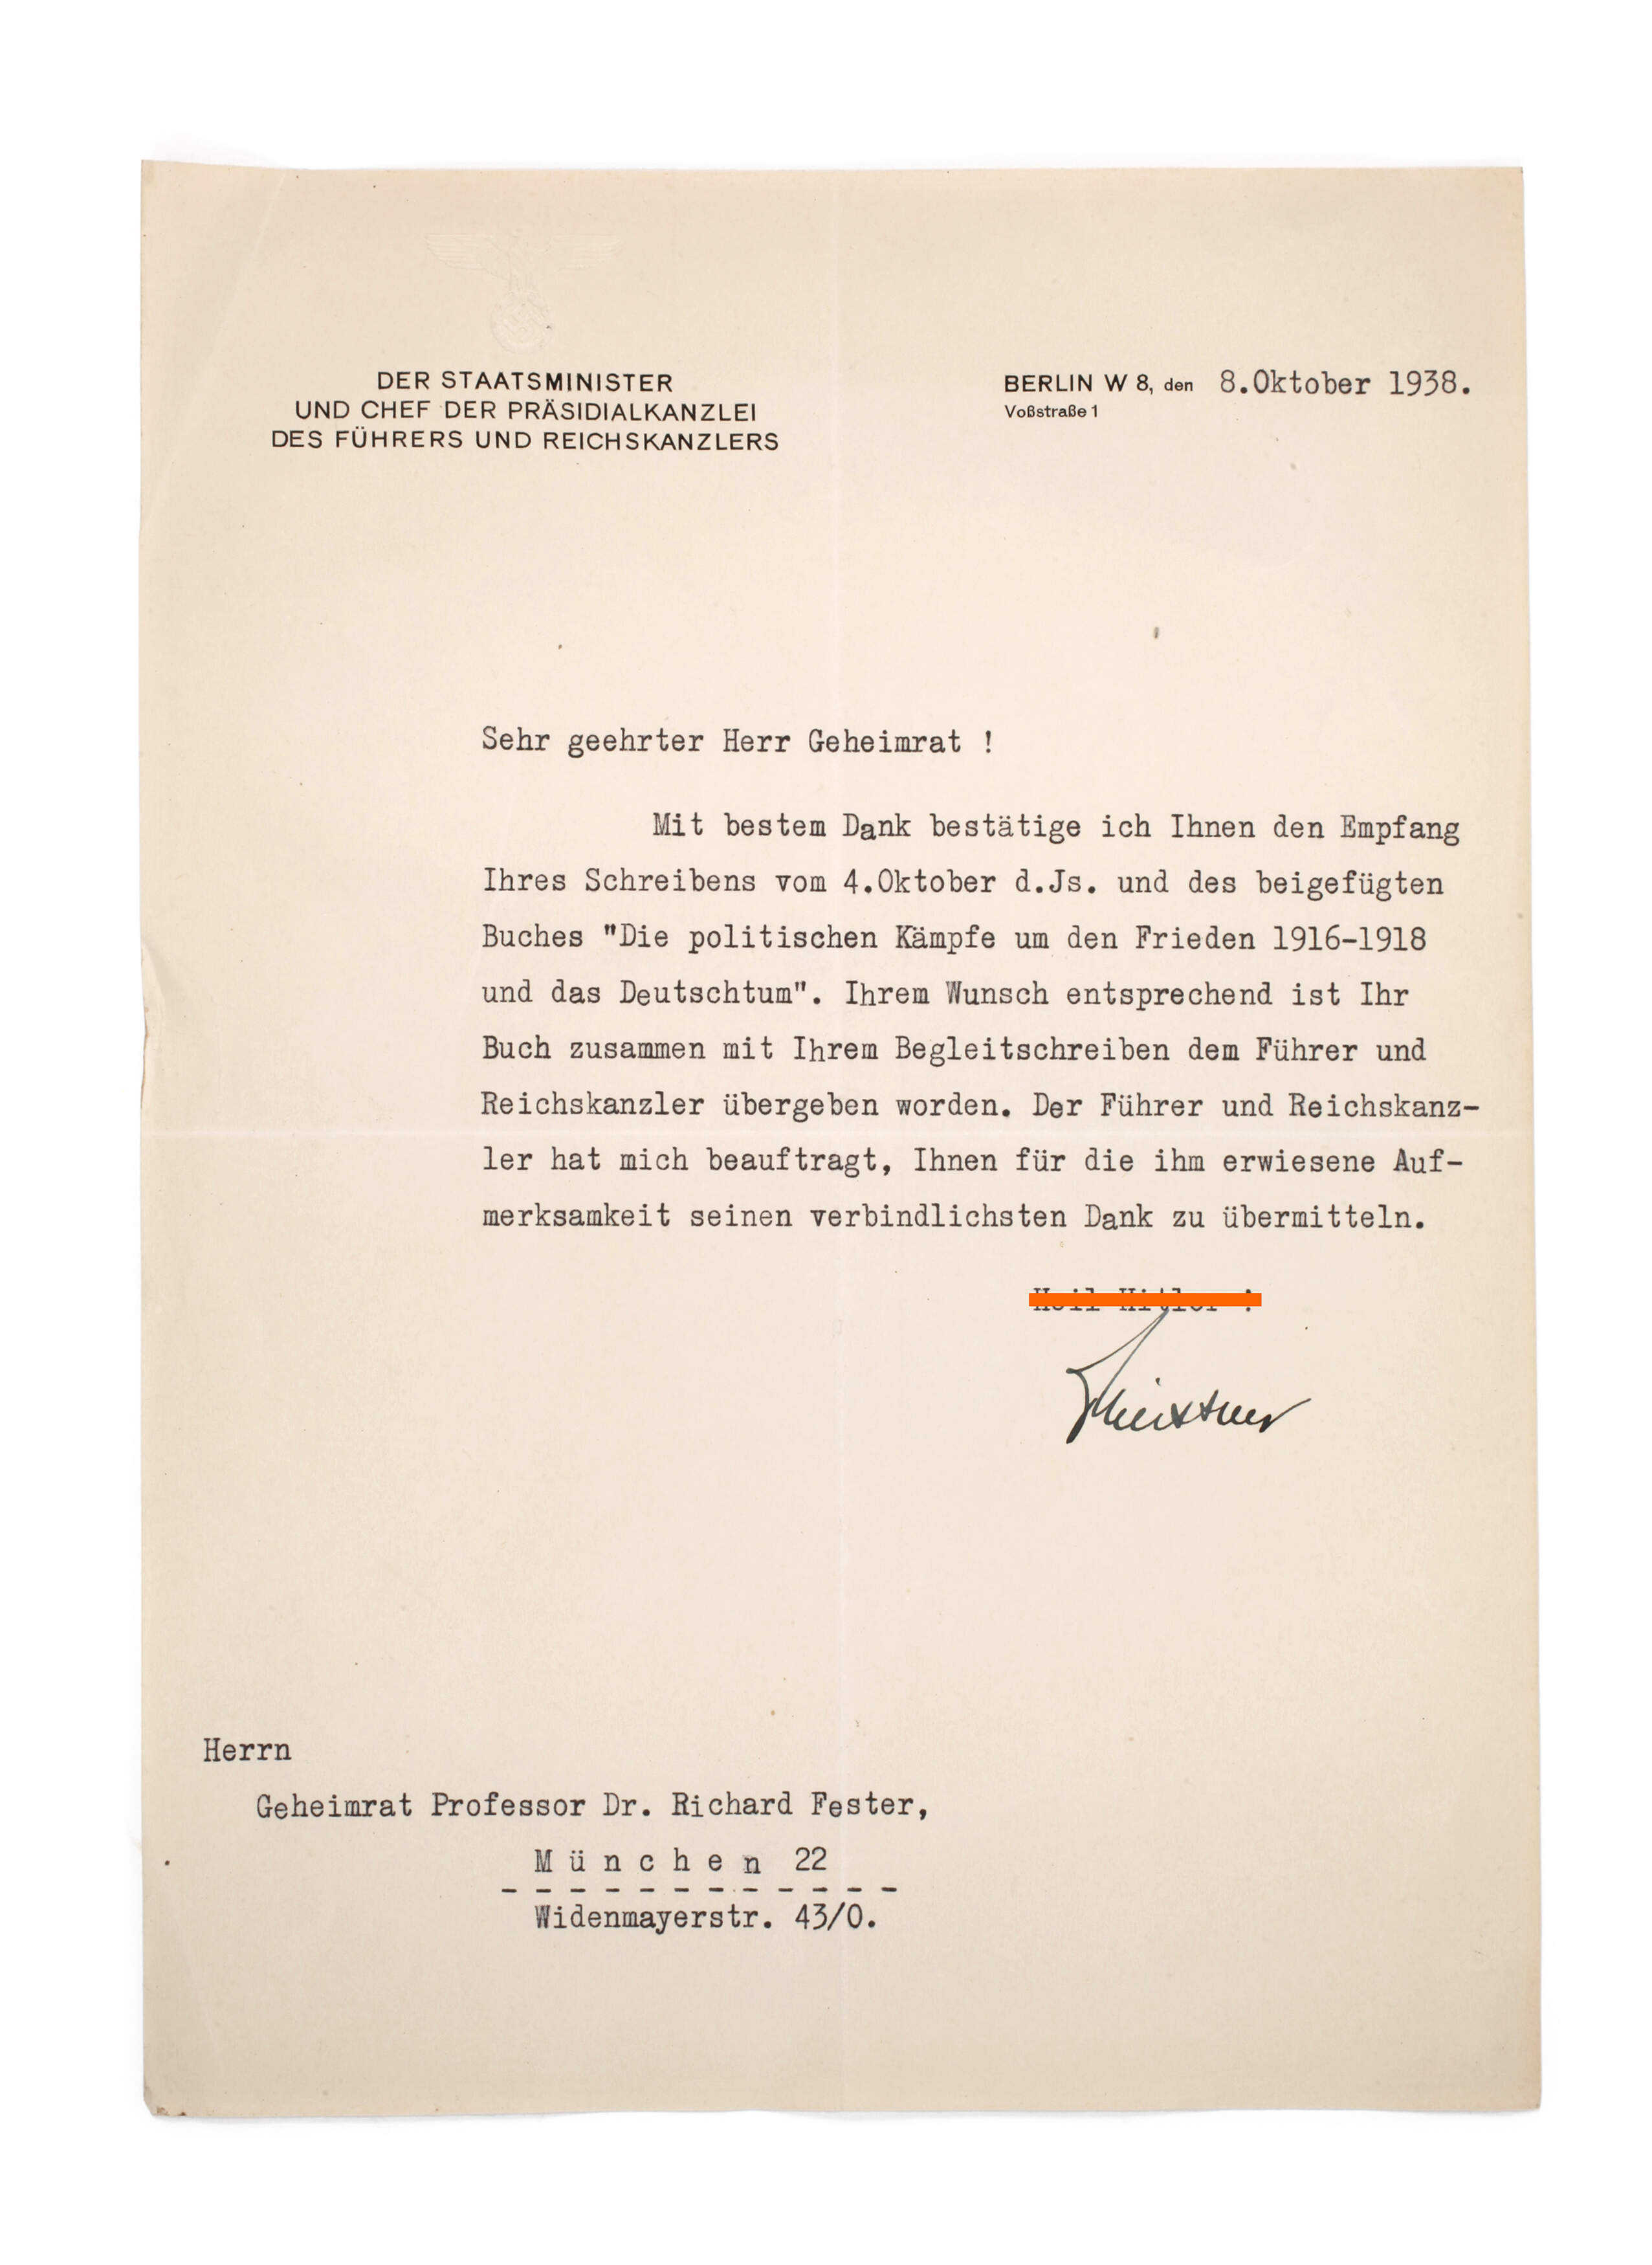 DER STAATSMINISTER
UND CHEF DER PRÄSIDIALKANZLEI
DES FÜHRERS UND REICHSKANZLERS
BERLIN W 8, den 8.Oktober 1938.
Voßstraße 1
Sehr geehrter Herr Geheimrat !
Mit bestem Dank bestätige ich Ihnen den Empfang
Ihres Schreibens vom 4.Oktober d.Js. und des beigefügten
Buches "Die politischen Kämpfe um den Frieden 1916-1918
und das Deutschtum". Ihrem Wunsch entsprechend ist Ihr
Buch zusammen mit Ihrem Begleitschreiben dem Führer und
Reichskanzler übergeben worden. Der Führer und Reichskanz-
ler hat mich beauftragt, Ihnen für die ihm erwiesene Auf-
merksamkeit seinen verbindlichsten Dank zu übermitteln.
Heil Hitler !
Meissner
Herrn
Geheimrat Professor Dr. Richard Fester,
München 22
Widenmayerstr. 43/0.